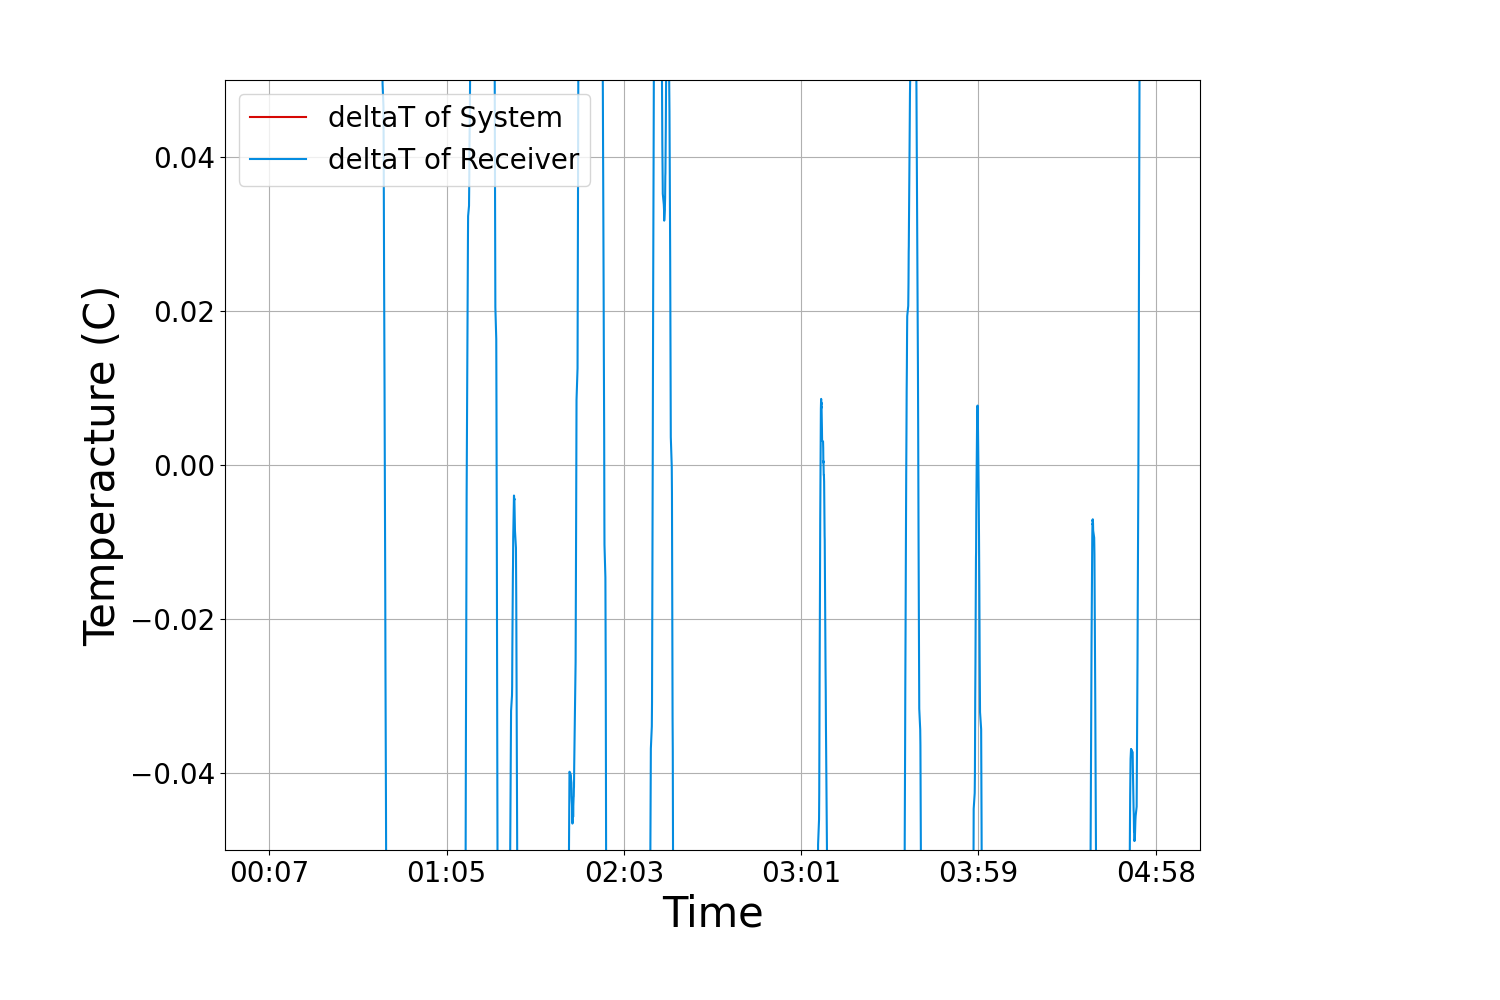 deltaT of System
deltaT of Receiver
0.04
0.02
0.00
−0.02
−0.04
Temperacture (C)
00:07 01:05 02:03 03:01 03:59 04:58
Time